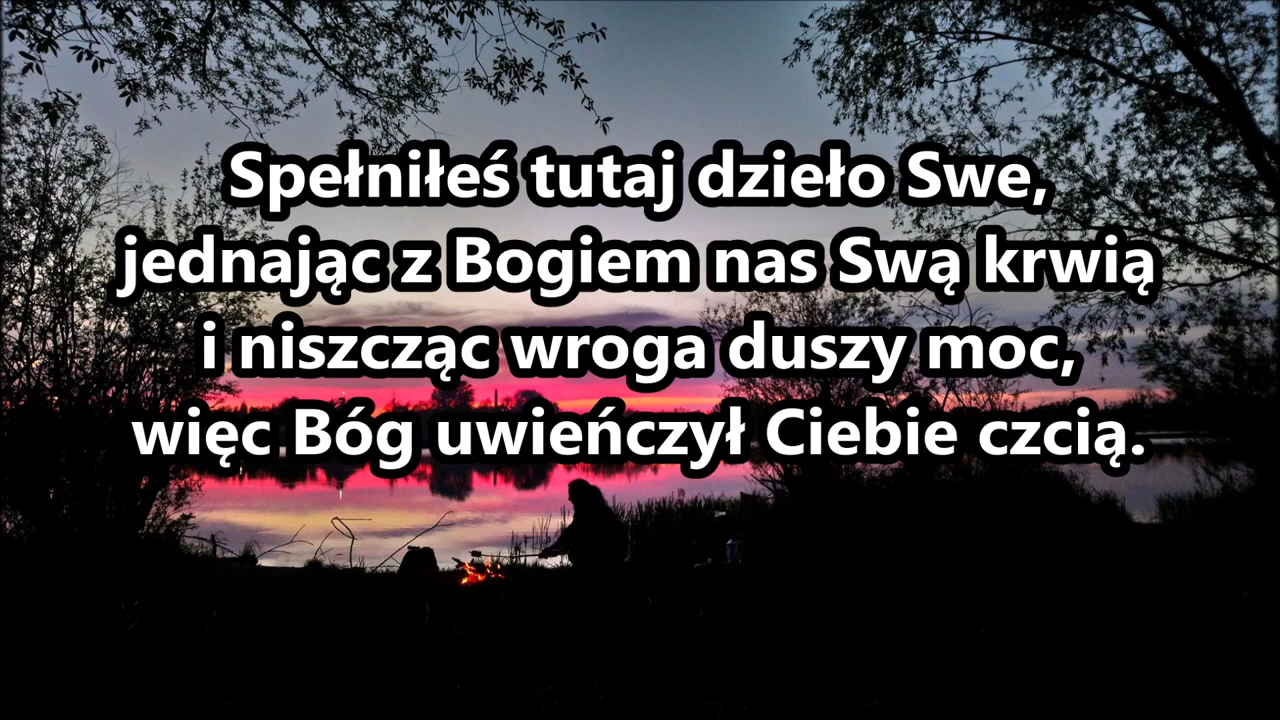 Spełniłeś tutaj dzieło Swe,
jednając z Bogiem nas Swą krwią
i niszcząc wroga duszy moc,
więc Bóg uwieńczył Ciebie czcią.